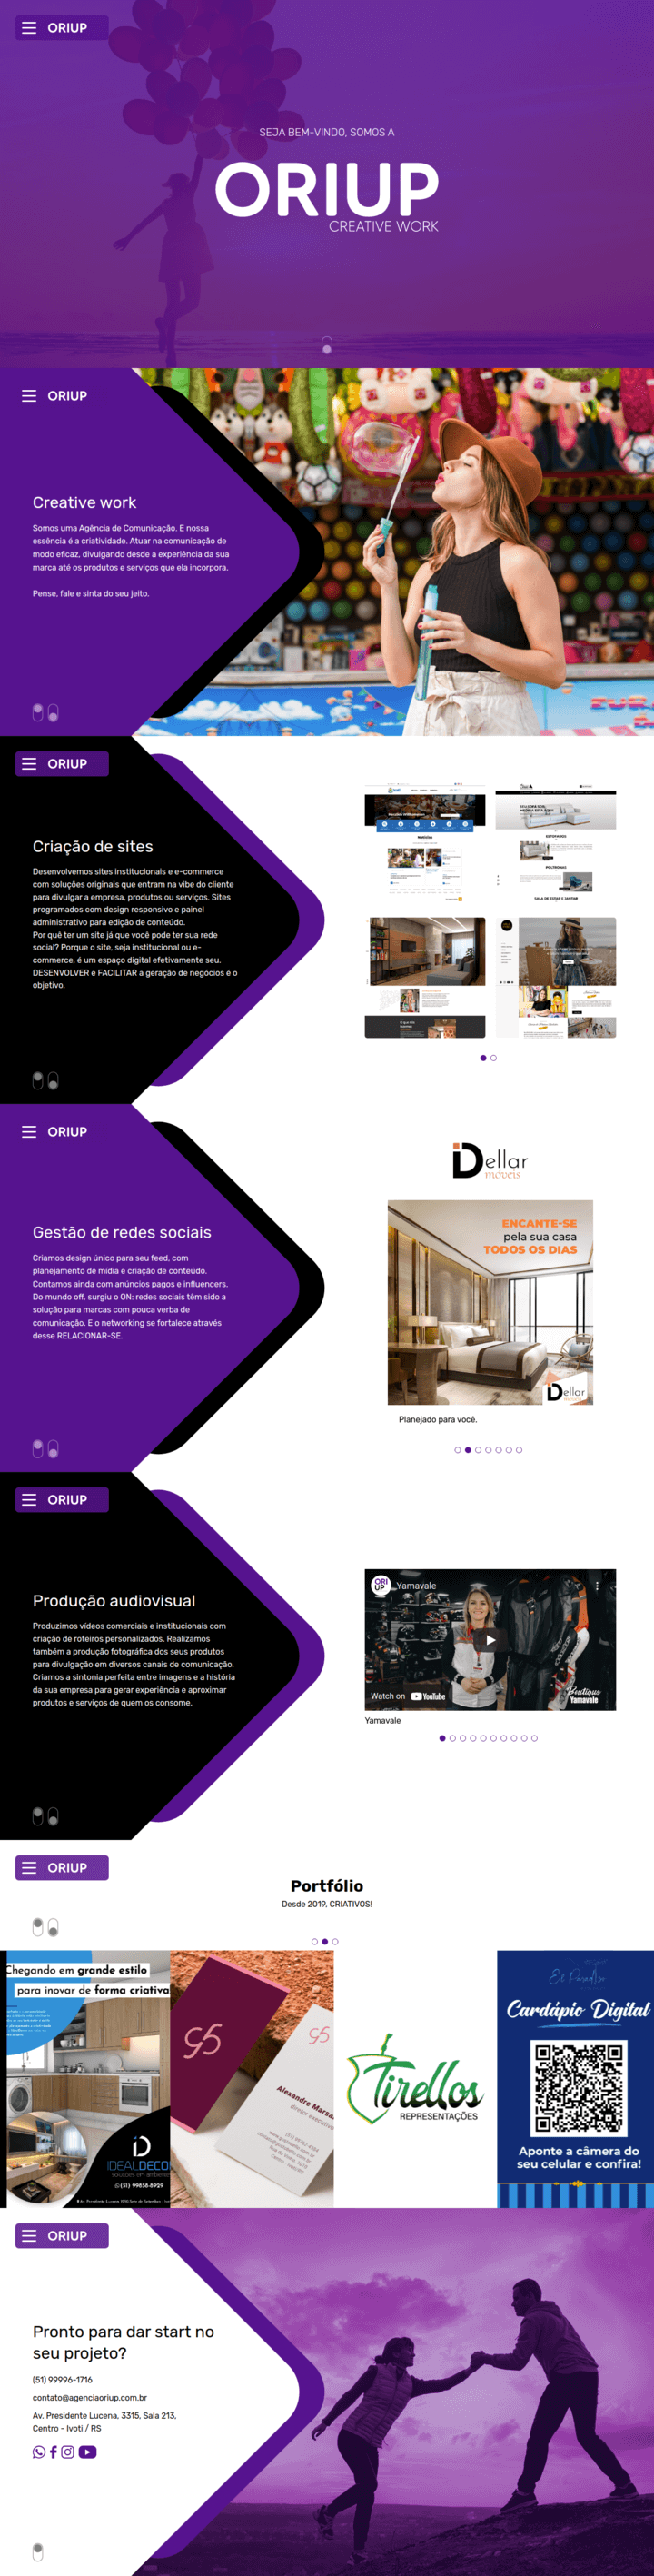 ORIUP
SEJA BEM-VINDO, SOMOS A
ORIUP
CREATIVE WORK
ORIUP
Creative work
Somos uma Agência de Comunicação. E nossa
essência é a criatividade. Atuar na comunicação de
modo eficaz, divulgando desde a experiência da sua
marca até os produtos e serviços que ela incorpora.
Pense, fale e sinta do seu jeito.
ORIUP
Criação de sites
Desenvolvemos sites institucionais e e-commerce
com soluções originais que entram na vibe do cliente
para divulgar a empresa, produtos ou serviços. Sites
programados com design responsivo e painel
administrativo para edição de conteúdo.
Por quê ter um site já que você pode ter sua rede
social? Porque o site, seja institucional ou e-
commerce, é um espaço digital efetivamente seu.
DESENVOLVER e FACILITAR a geração de negócios é o
objetivo.
ORIUP
Gestão de redes sociais
Criamos design único para seu feed, com
planejamento de mídia e criação de conteúdo.
Contamos ainda com anúncios pagos e influencers.
Do mundo off, surgiu o ON: redes sociais têm sido a
solução para marcas com pouca verba de
comunicação. E o networking se fortalece através
desse RELACIONAR-SE.
Dellar
moveis
ENCANTE-SE
pela sua casa
TODOS OS DIAS
Dellar
Planejado para você.
ORIUP
Produção audiovisual
Produzimos vídeos comerciais e institucionais com
criação de roteiros personalizados. Realizamos
também a produção fotográfica dos seus produtos
para divulgação em diversos canais de comunicação.
Criamos a sintonia perfeita entre imagens e a história
da sua empresa para gerar experiência e aproximar
produtos e serviços de quem os consome.
ORI
UP
Yamavale
Watch on YouTube
Boutique
Yamavale
Yamavale
ORIUP
Portfólio
Desde 2019, CRIATIVOS!
Chegando em grande estilo
para inovar de forma criativa
IDEALDECO
soluções em ambiente
(51) 99858-8929
G5
G5
Alexandre Marsa
diretor executivo
Tirellos
REPRESENTAÇÕES
Cardápio Digital
Aponte a câmera do
seu celular e confira!
ORIUP
Pronto para dar start no
seu projeto?
(51) 99996-1716
contato@agenciaoriup.com.br
Av. Presidente Lucena, 3315, Sala 213,
Centro - Ivoti / RS